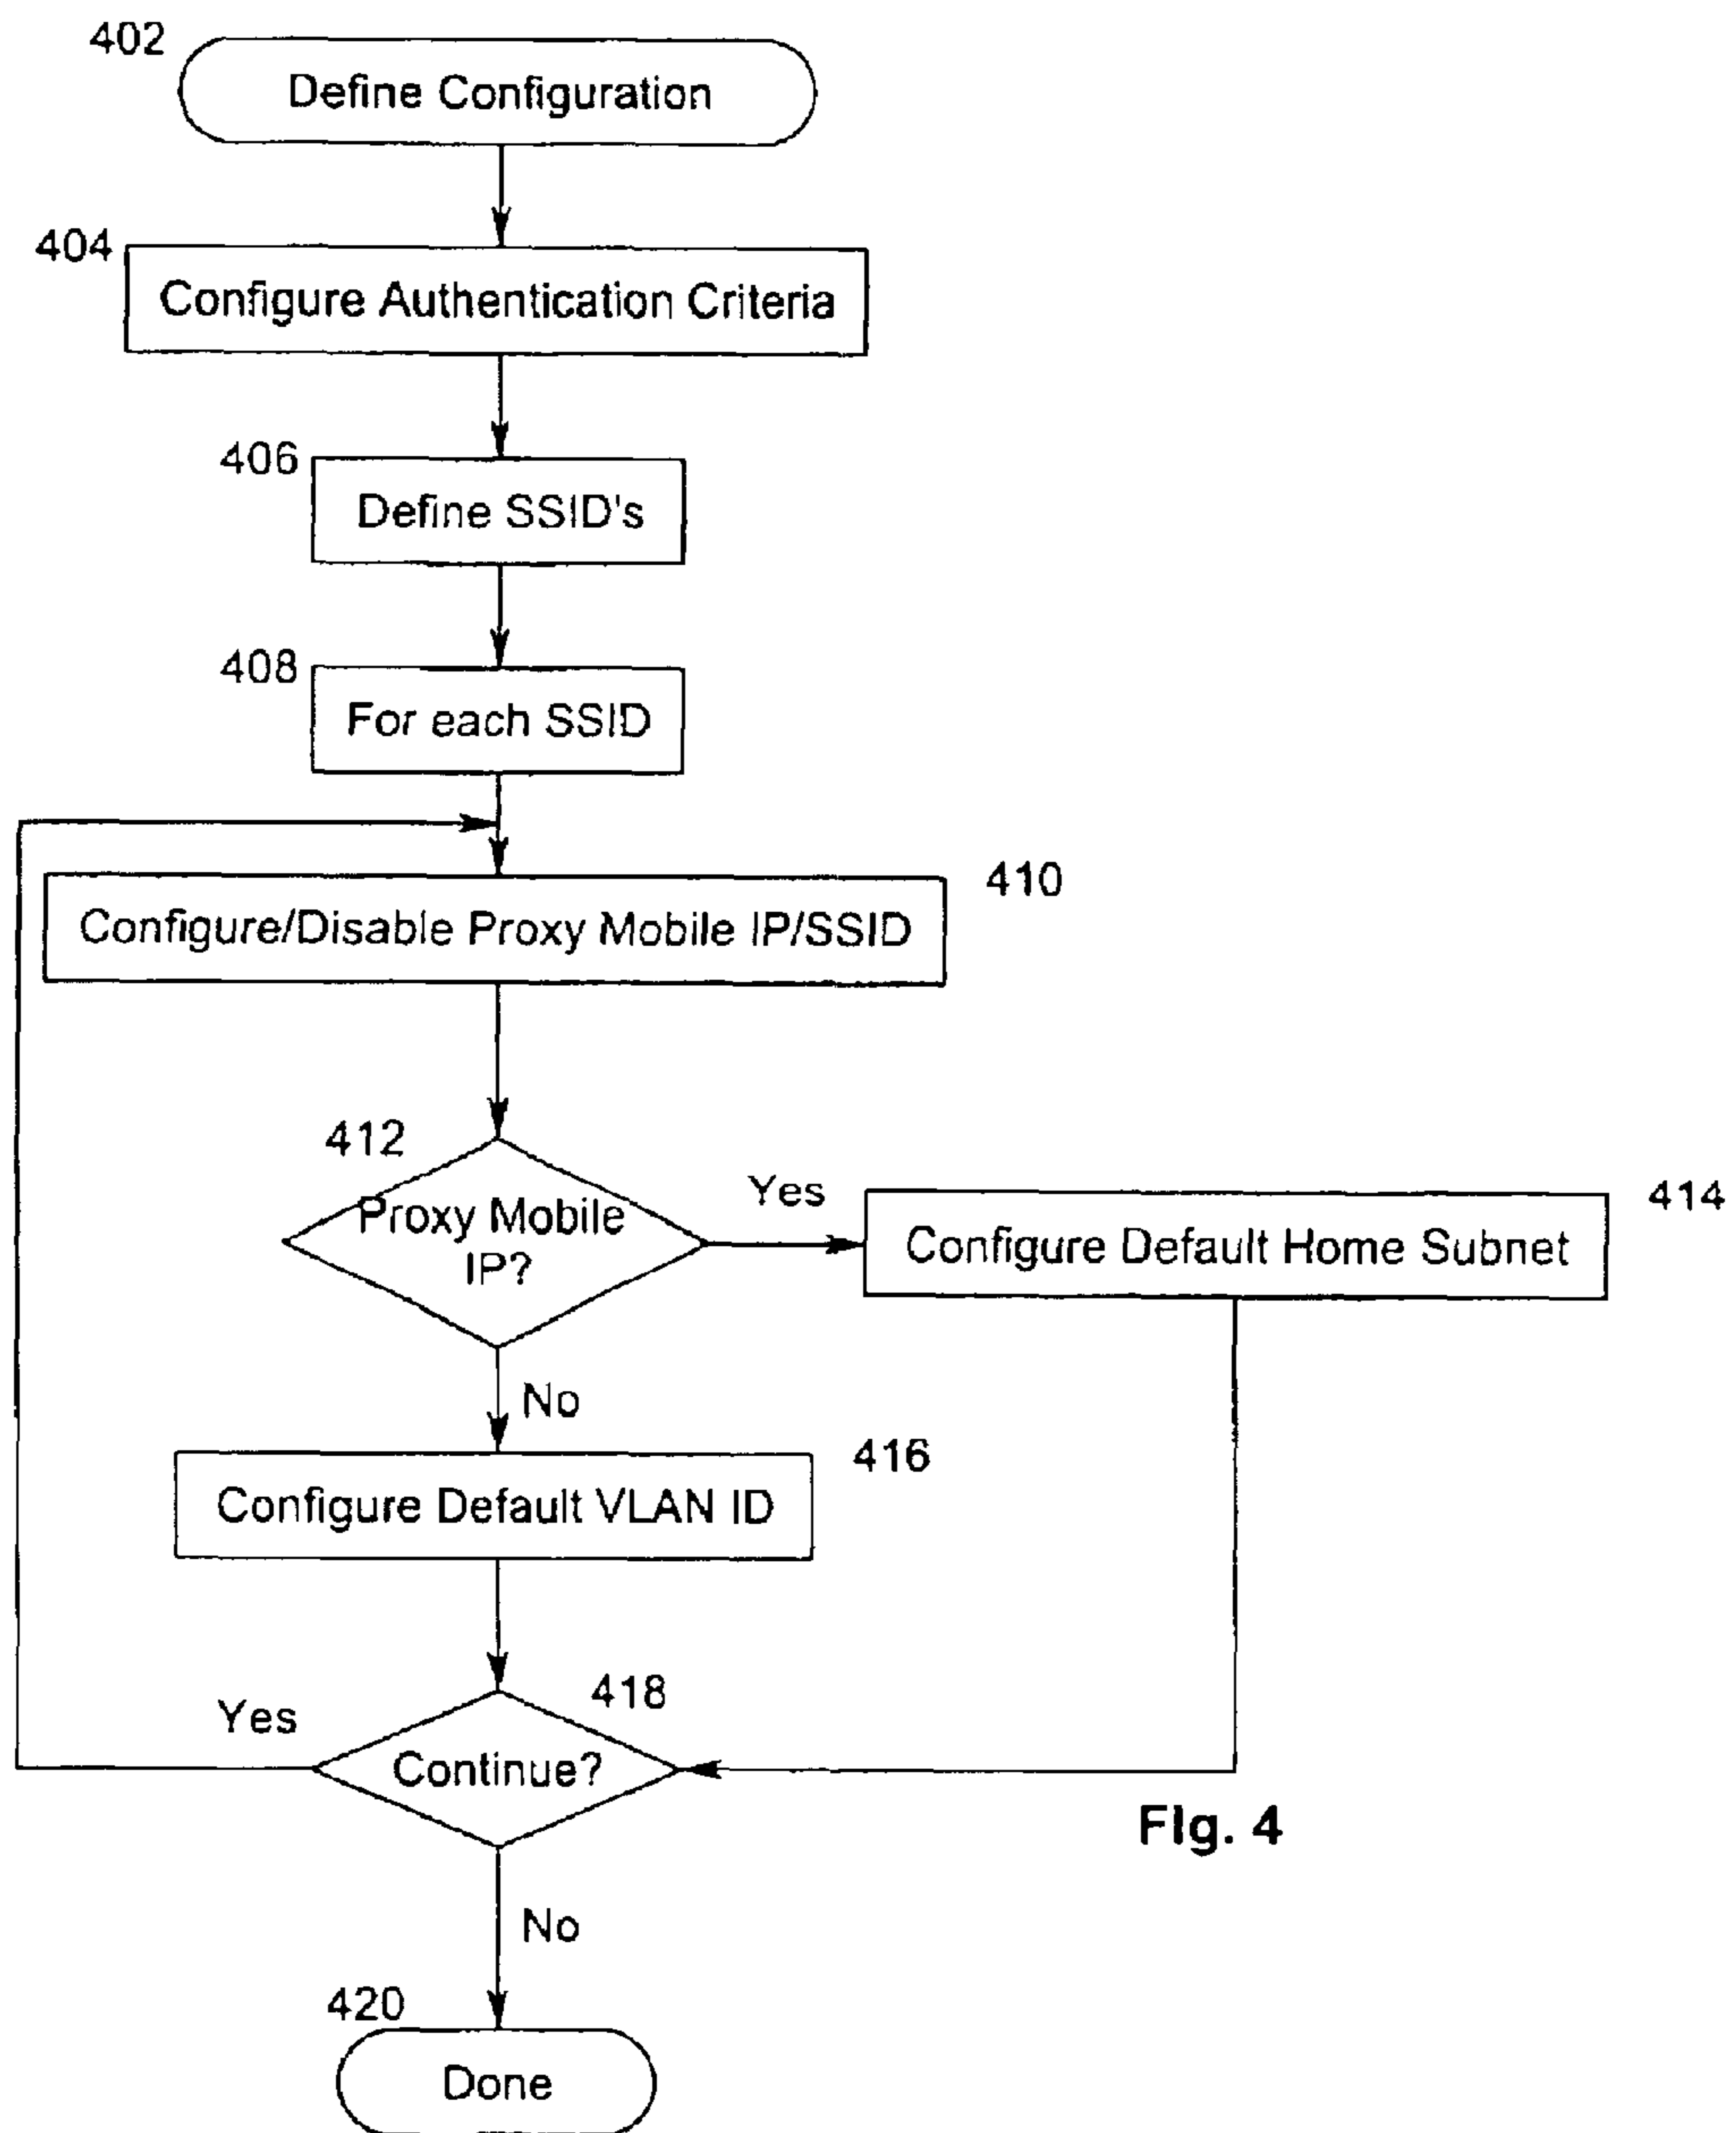 402
Define Configuration
404
Configure Authentication Criteria
406
Define SSID's
408
For each SSID
410
Configure/Disable Proxy Mobile IP/SSID
412
Proxy Mobile
IP?
Yes
414
Configure Default Home Subnet
No
416
Configure Default VLAN ID
418
Yes
Continue?
FIg. 4
No
420
Done